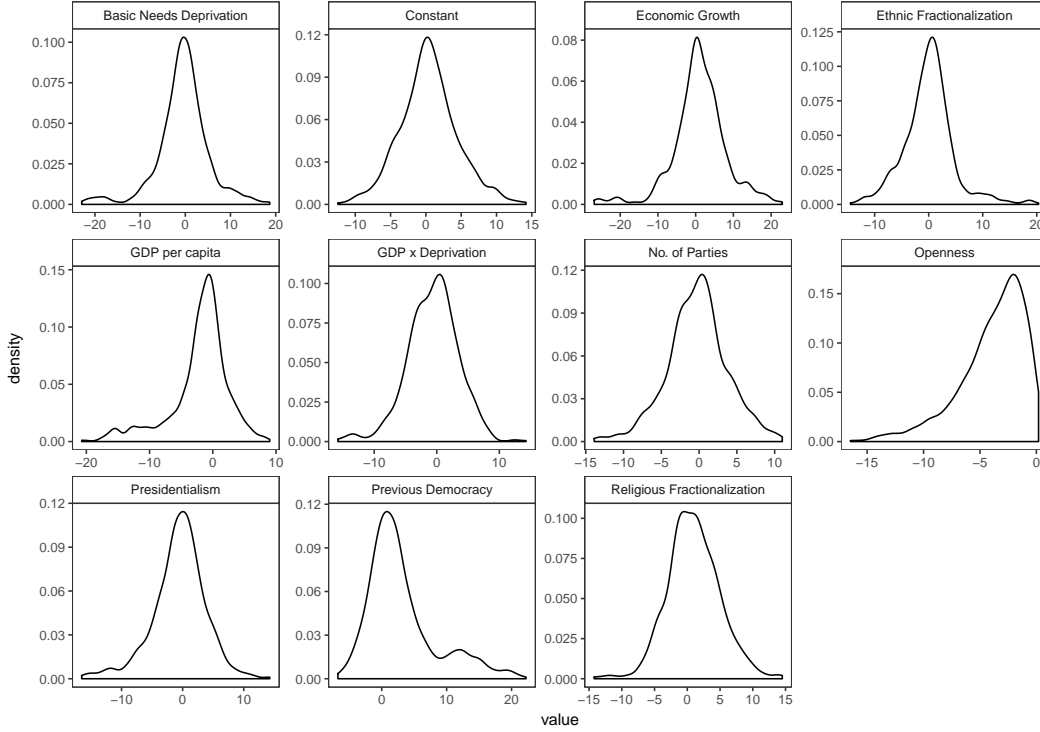 Basic Needs Deprivation
Constant
Economic Growth
Ethnic Fractionalization
0.100
0.075
0.050
0.025
0.000
−20 −10 0 10 20
0.12
0.09
0.06
0.03
0.00
−10 −5 0 5 10 15
0.08
0.06
0.04
0.02
0.00
−20 −10 0 10 20
0.125
0.100
0.075
0.050
0.025
0.000
−10 0 10 20
GDP per capita
GDP x Deprivation
No. of Parties
Openness
0.15
0.10
0.05
0.00
−20 −10 0 10
0.100
0.075
0.050
0.025
0.000
−10 0 10
0.12
0.09
0.06
0.03
0.00
−15 −10 −5 0 5 10
0.15
0.10
0.05
0.00
−15 −10 −5 0
Presidentialism
Previous Democracy
Religious Fractionalization
0.12
0.09
0.06
0.03
0.00
−10 0 10
0.12
0.09
0.06
0.03
0.00
0 10 20
0.100
0.075
0.050
0.025
0.000
−15 −10 −5 0 5 10 15
density
value